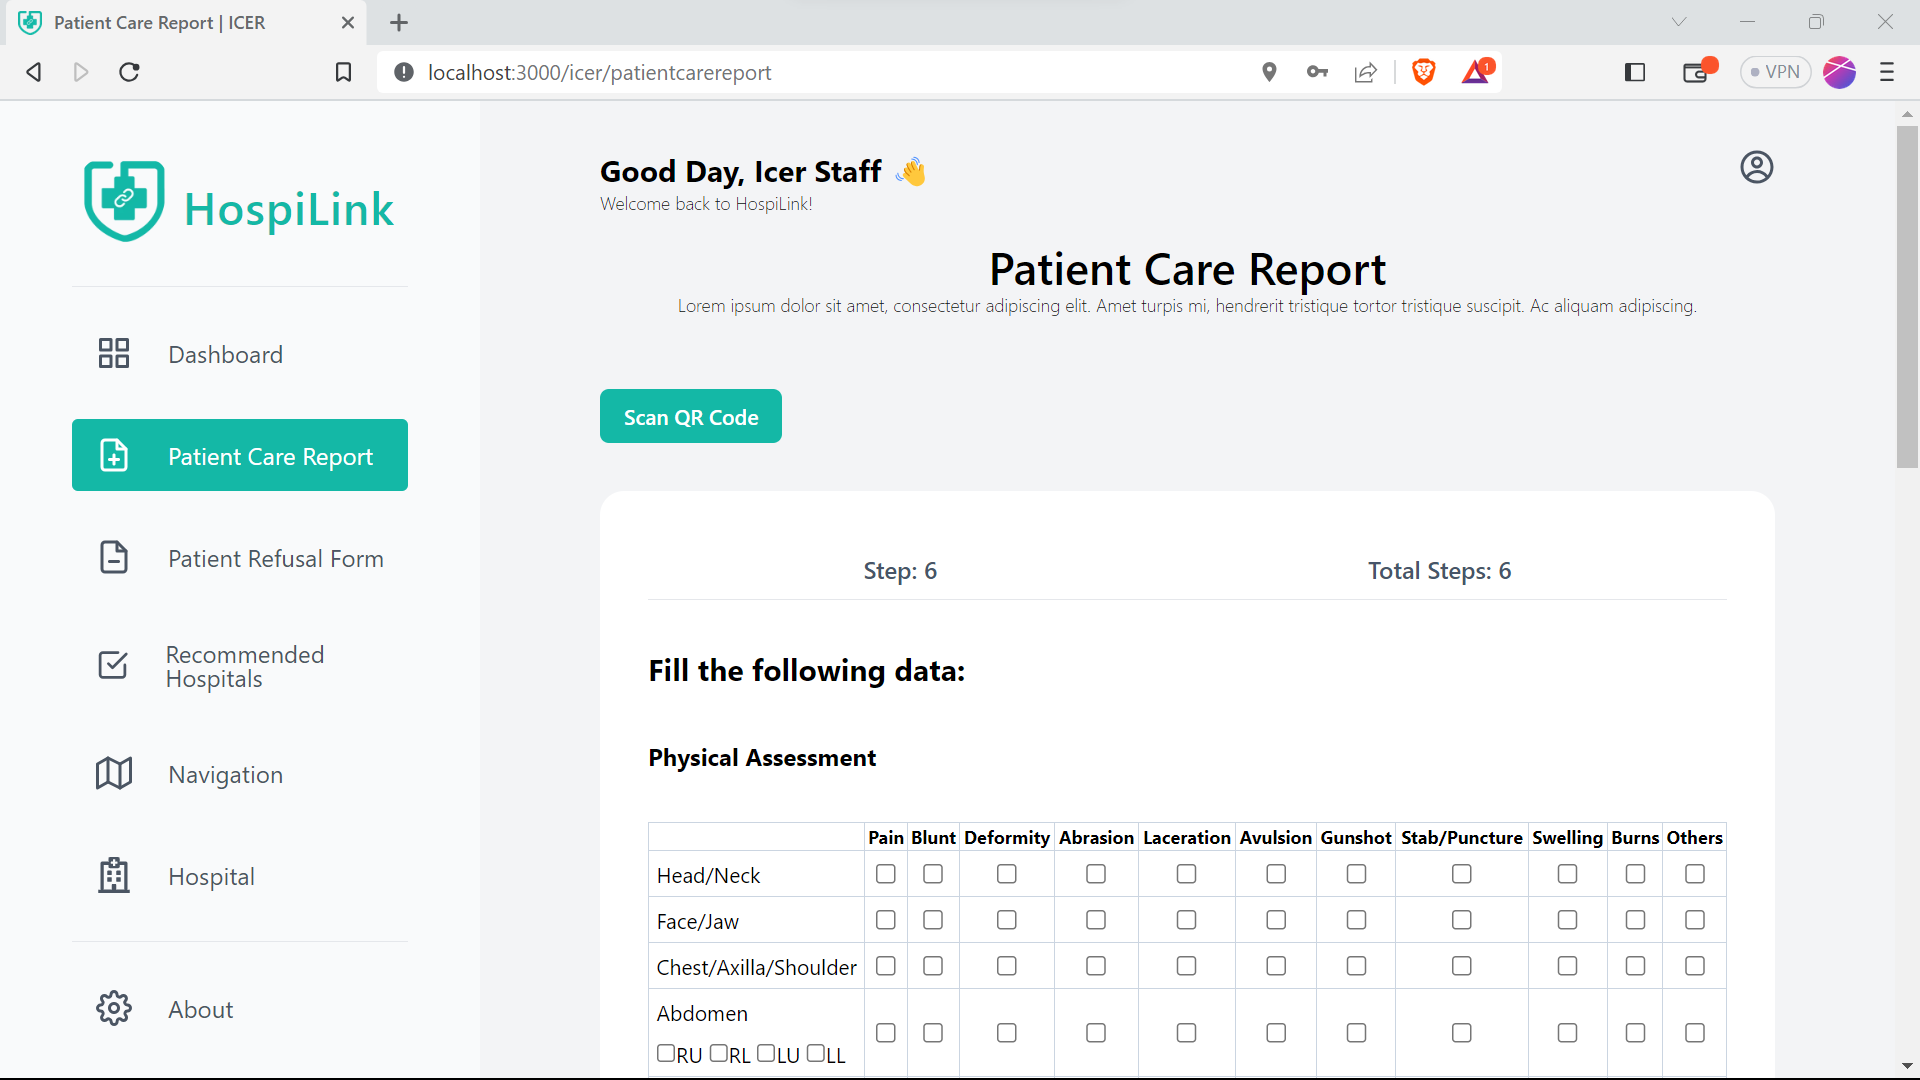 Patient Care Report | ICER
localhost:3000/icer/patientcarereport
1
VPN
HospiLink
Dashboard
Patient Care Report
Patient Refusal Form
Recommended
Hospitals
Navigation
Hospital
About
Good Day, Icer Staff 👋
Welcome back to HospiLink!
Patient Care Report
Lorem ipsum dolor sit amet, consectetur adipiscing elit. Amet turpis mi, hendrerit tristique tortor tristique suscipit. Ac aliquam adipiscing.
Scan QR Code
Step: 6 Total Steps: 6
Fill the following data:
Physical Assessment
Pain Blunt Deformity Abrasion Laceration Avulsion Gunshot Stab/Puncture Swelling Burns Others
Head/Neck
Face/Jaw
Chest/Axilla/Shoulder
Abdomen
RU RL LU LL